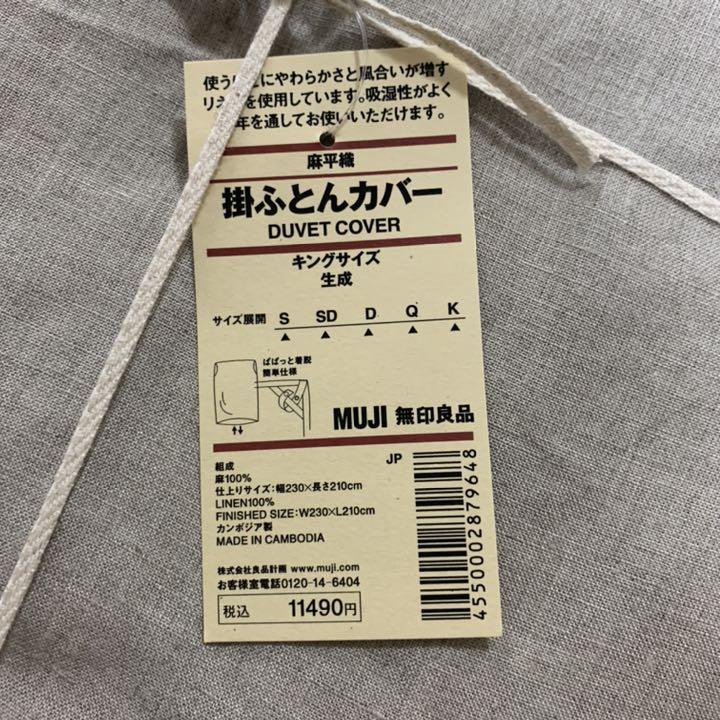 使う にやわらかさと風合いが増す
リネ を使用しています。吸湿性がよく
年を通してお使いいただけます。
麻平織
掛ふとんカバー
DUVET COVER
キングサイズ
生成
サイズ展開 S SD D Q K
ぱぱっと着脱
簡単仕様
MUJI 無印良品
JP
組成
麻100%
仕上りサイズ:幅230×長さ210cm
LINEN100%
FINISHED SIZE:W230×L210cm
カンボジア製
MADE IN CAMBODIA
株式会社良品計画 www.muji.com
お客様室電話0120-14-6404
税込 11490円
4550002879648